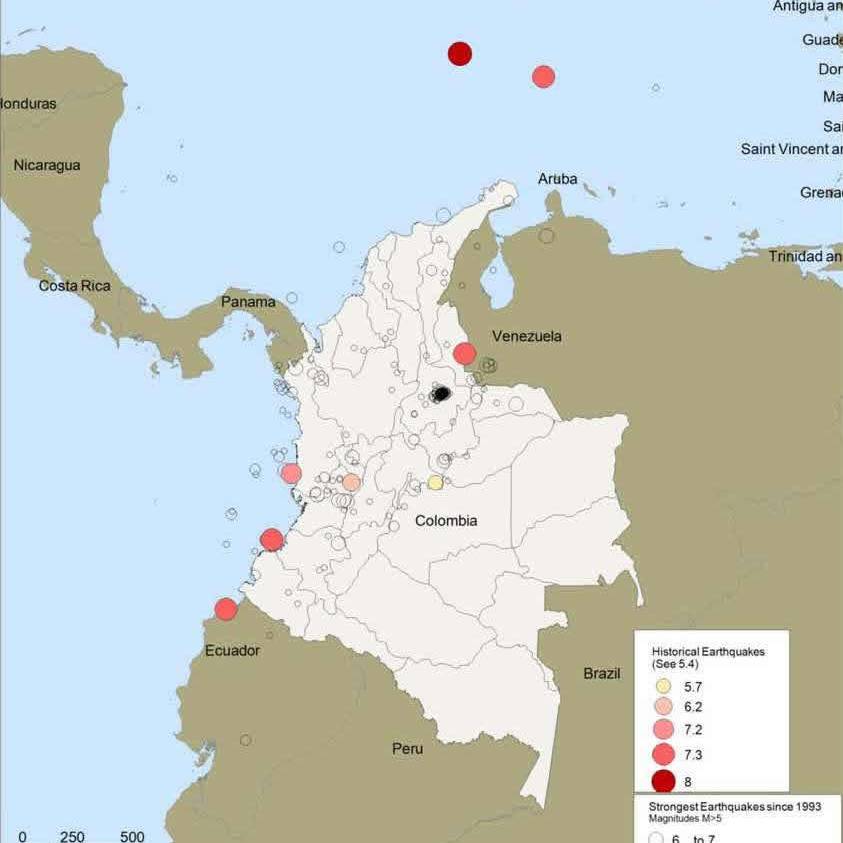 Antigua an
Guade
Honduras
Dor
Ma
Sai
Saint Vincent ar
Nicaragua
Aruba
Grena
Trinidad an
Costa Rica
Panama
Venezuela
Colombia
Ecuador
Brazil
Peru
Historical Earthquakes
(See 5.4)
5.7
6.2
7.2
7.3
8
Strongest Earthquakes since 1993
Magnitudes M>5
6 to 7
0 250 500